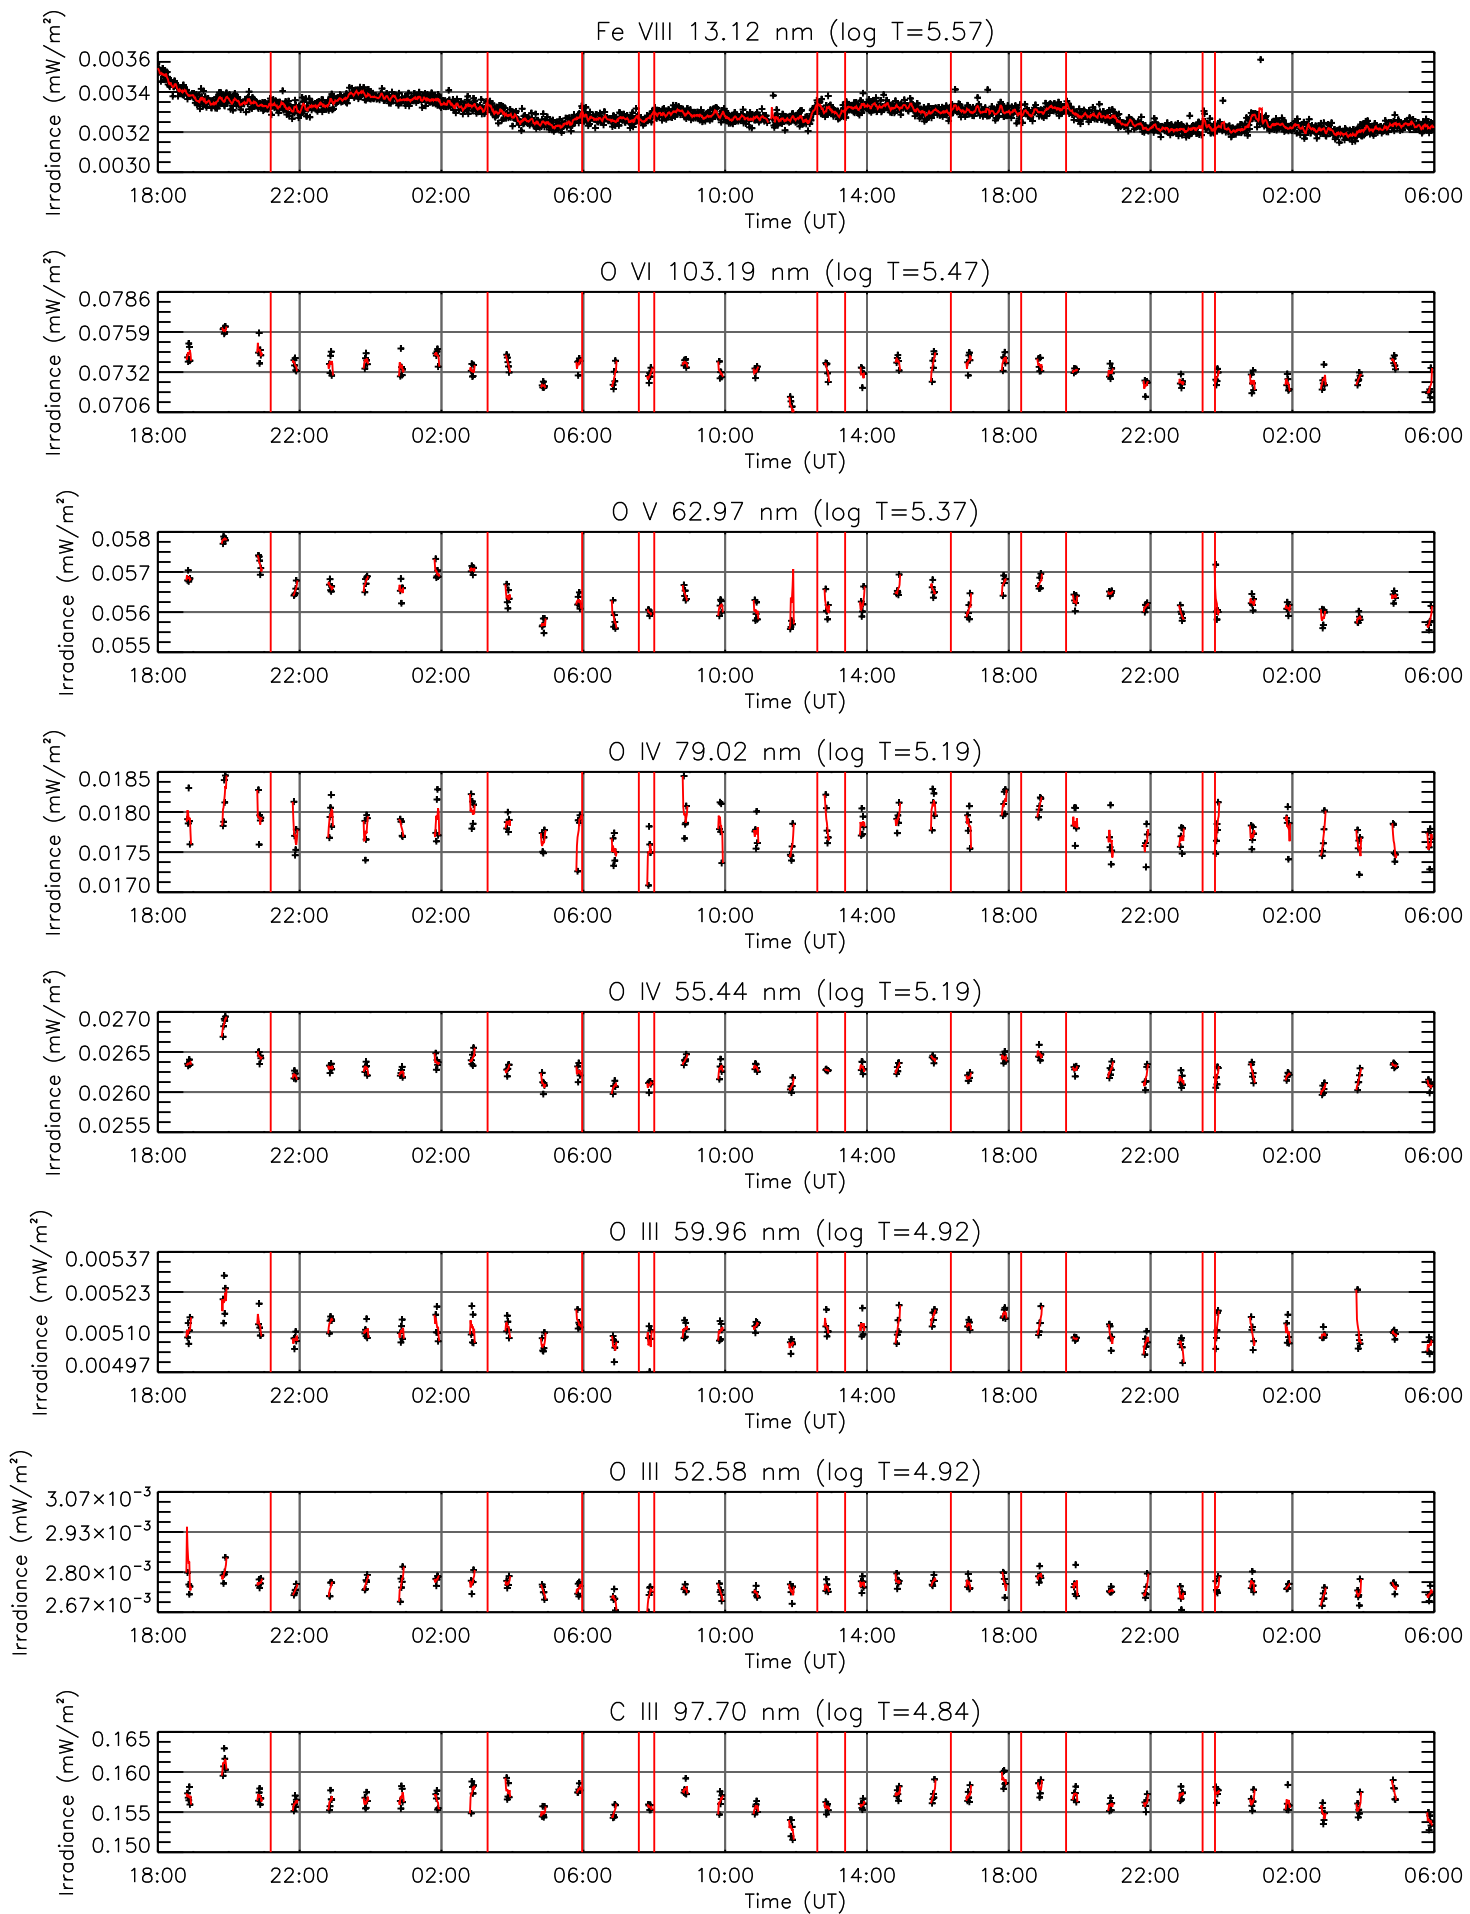 Fe VIII 13.12 nm (log T=5.57)
Irradiance (mW/m²)
0.0036
0.0034
0.0032
0.0030
18:00 22:00 02:00 06:00 10:00 14:00 18:00 22:00 02:00 06:00
Time (UT)
O VI 103.19 nm (log T=5.47)
Irradiance (mW/m²)
0.0786
0.0759
0.0732
0.0706
18:00 22:00 02:00 06:00 10:00 14:00 18:00 22:00 02:00 06:00
Time (UT)
O V 62.97 nm (log T=5.37)
Irradiance (mW/m²)
0.058
0.057
0.056
0.055
18:00 22:00 02:00 06:00 10:00 14:00 18:00 22:00 02:00 06:00
Time (UT)
O IV 79.02 nm (log T=5.19)
Irradiance (mW/m²)
0.0185
0.0180
0.0175
0.0170
18:00 22:00 02:00 06:00 10:00 14:00 18:00 22:00 02:00 06:00
Time (UT)
O IV 55.44 nm (log T=5.19)
Irradiance (mW/m²)
0.0270
0.0265
0.0260
0.0255
18:00 22:00 02:00 06:00 10:00 14:00 18:00 22:00 02:00 06:00
Time (UT)
O III 59.96 nm (log T=4.92)
Irradiance (mW/m²)
0.00537
0.00523
0.00510
0.00497
18:00 22:00 02:00 06:00 10:00 14:00 18:00 22:00 02:00 06:00
Time (UT)
O III 52.58 nm (log T=4.92)
Irradiance (mW/m²)
3.07×10⁻³
2.93×10⁻³
2.80×10⁻³
2.67×10⁻³
18:00 22:00 02:00 06:00 10:00 14:00 18:00 22:00 02:00 06:00
Time (UT)
C III 97.70 nm (log T=4.84)
Irradiance (mW/m²)
0.165
0.160
0.155
0.150
18:00 22:00 02:00 06:00 10:00 14:00 18:00 22:00 02:00 06:00
Time (UT)